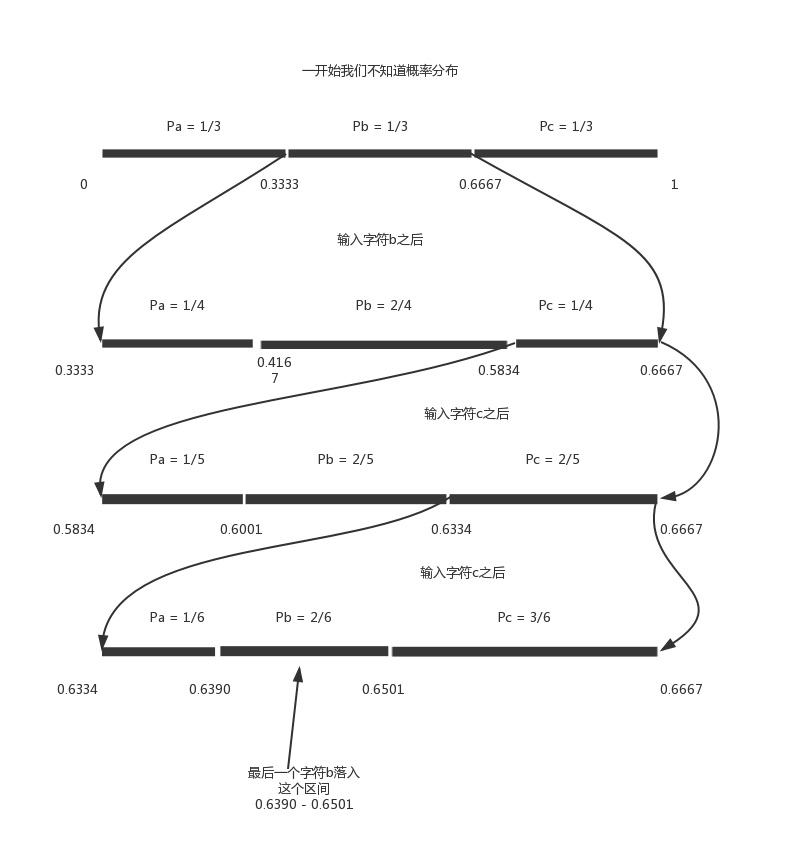 一开始我们不知道概率分布
Pa = 1/3 Pb = 1/3 Pc = 1/3
0 0.3333 0.6667 1
输入字符b之后
Pa = 1/4 Pb = 2/4 Pc = 1/4
0.3333 0.416
7 0.5834 0.6667
输入字符c之后
Pa = 1/5 Pb = 2/5 Pc = 2/5
0.5834 0.6001 0.6334 0.6667
输入字符c之后
Pa = 1/6 Pb = 2/6 Pc = 3/6
0.6334 0.6390 0.6501 0.6667
最后一个字符b落入
这个区间
0.6390 - 0.6501